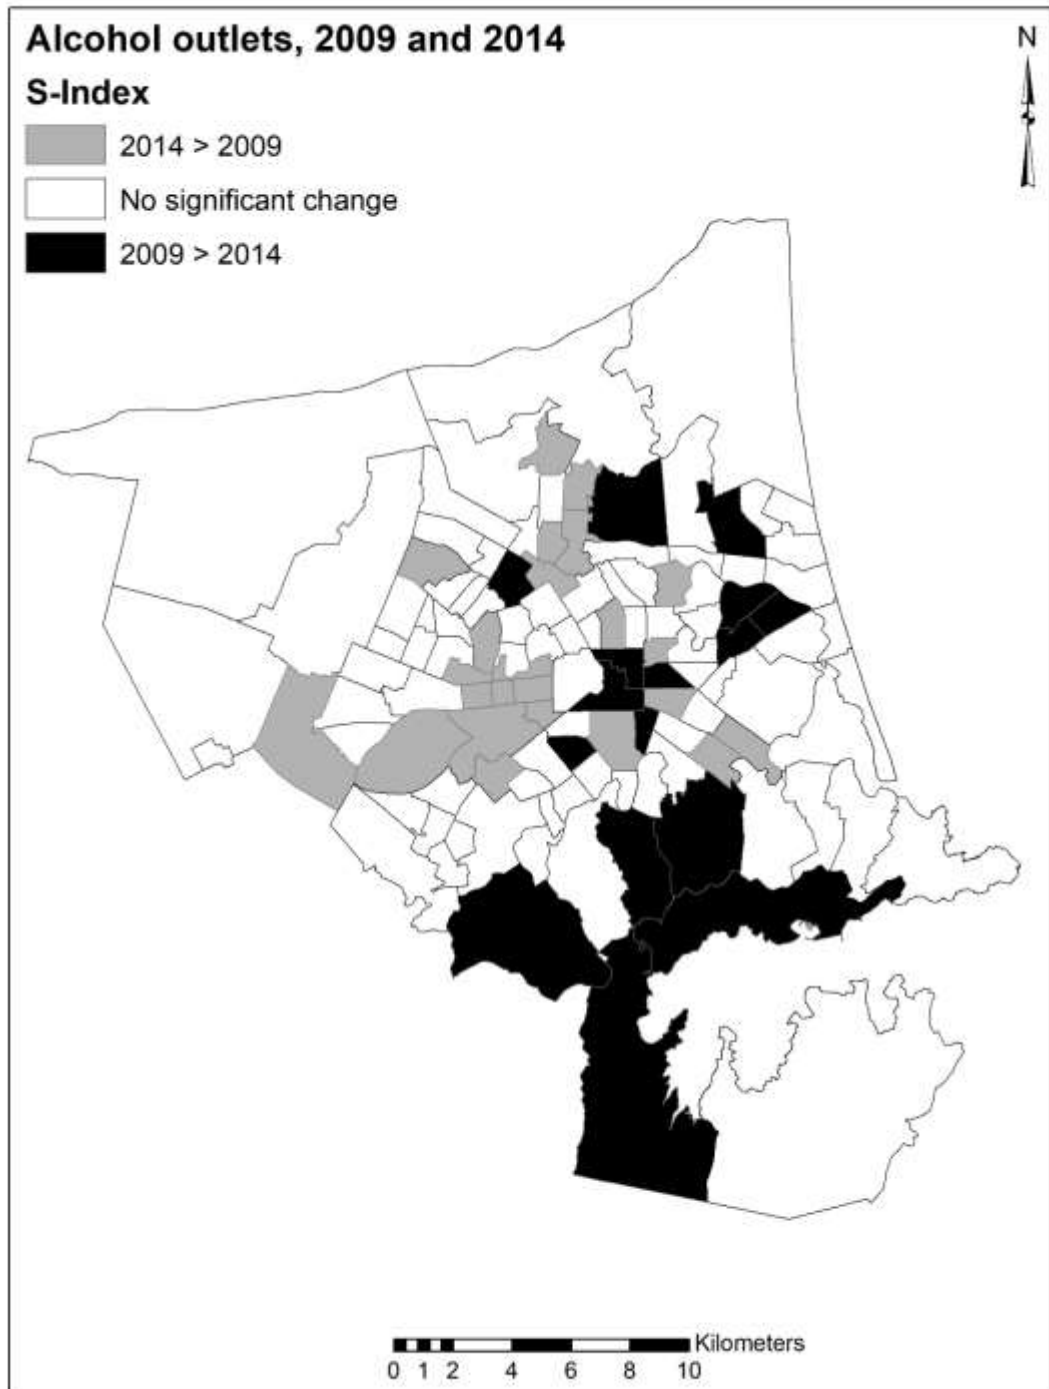 Alcohol outlets, 2009 and 2014
N
S-Index
2014 > 2009
No significant change
2009 > 2014
Kilometers
0 1 2 4 6 8 10